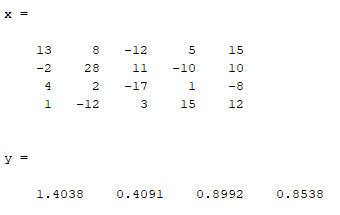 x =
13 8 -12 5 15
-2 28 11 -10 10
4 2 -17 1 -8
1 -12 3 15 12
y =
1.4038 0.4091 0.8992 0.8538